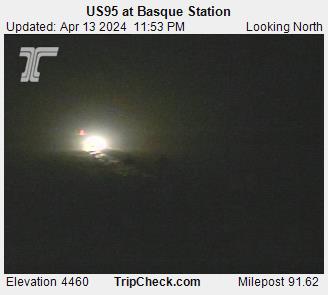 US95 at Basque Station
Updated: Apr 13 2024 11:53 PM Looking North
Elevation 4460 TripCheck.com Milepost 91.62